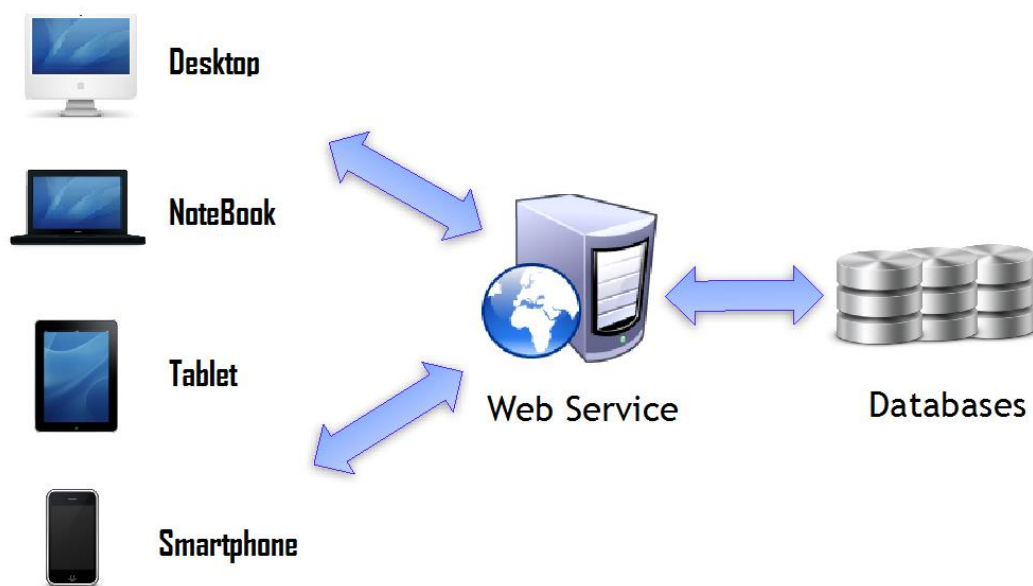 Desktop
NoteBook
Tablet
Smartphone
Web Service
Databases